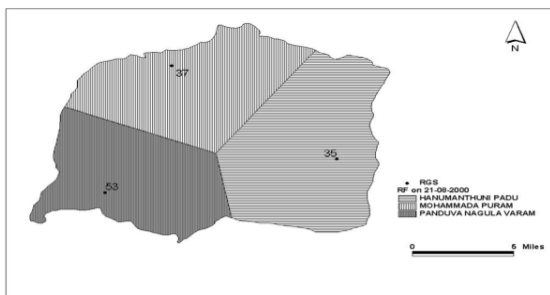 N
37
35
53
RGS
RF on 21-08-2000
HANUMANTHUNI PADU
MOHAMMADA PURAM
PANDUVA NAGULA VARAM
0 5 Miles